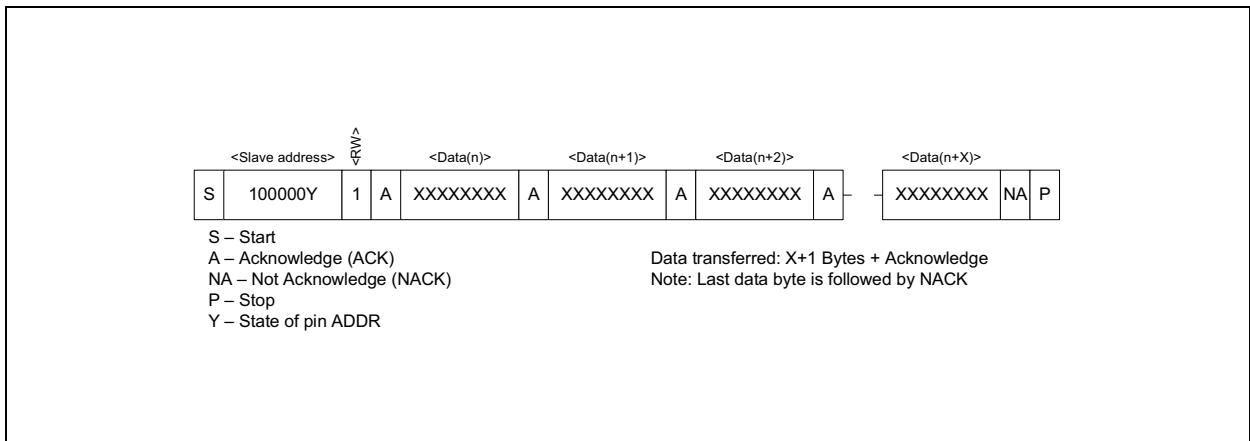 <Slave address> <RW> <Data(n)> <Data(n+1)> <Data(n+2)> <Data(n+X)>
S 100000Y 1 A XXXXXXXX A XXXXXXXX A XXXXXXXX A XXXXXXXX NA P
S – Start
A – Acknowledge (ACK)
NA – Not Acknowledge (NACK)
P – Stop
Y – State of pin ADDR
Data transferred: X+1 Bytes + Acknowledge
Note: Last data byte is followed by NACK